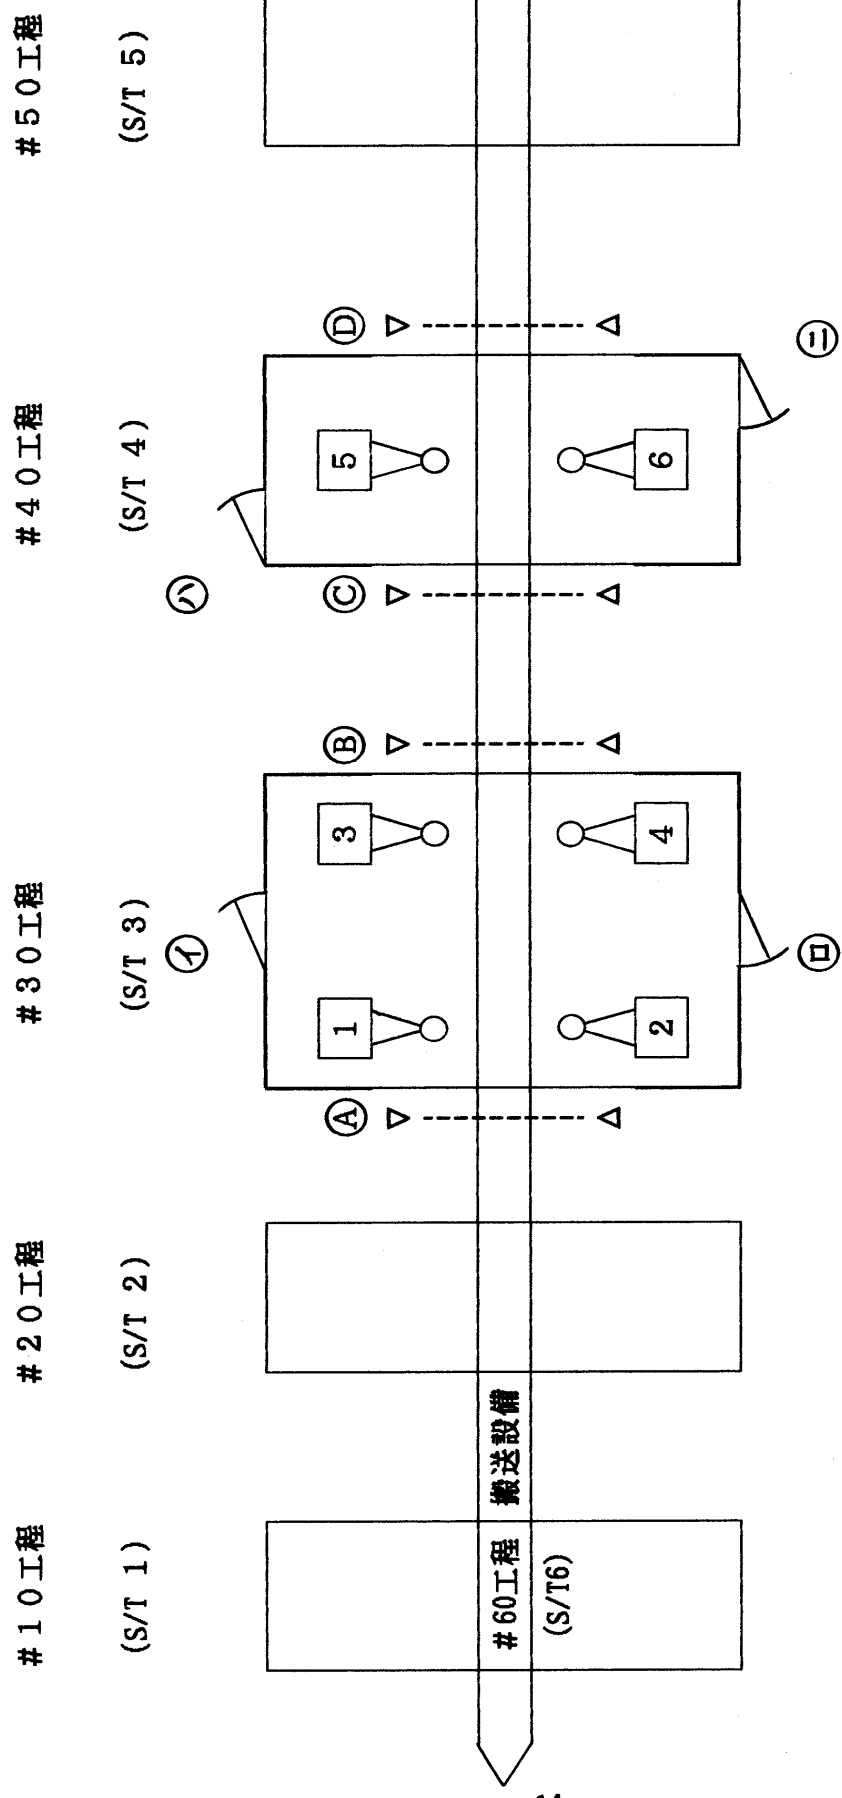 #10工程
#20工程
#30工程
#40工程
#50工程
(S/T 1)
(S/T 2)
(S/T 3)
(S/T 4)
(S/T 5)
イ
ハ
A
B
C
D
1
3
5
#60工程
搬送設備
(S/T6)
2
4
6
ロ
ニ